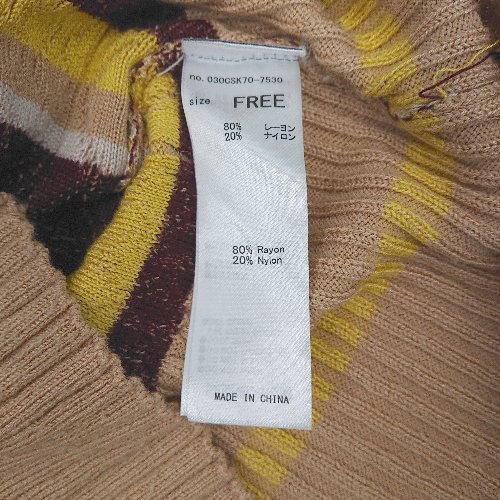 no. 030CSK70-7530
size FREE
80% レーヨン
20% ナイロン
80% Rayon
20% Nylon
MADE IN CHINA